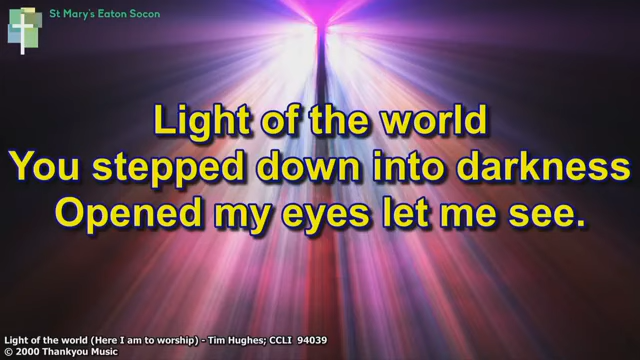 St Mary's Eaton Socon
Light of the world
You stepped down into darkness
Opened my eyes let me see.
Light of the world (Here I am to worship) - Tim Hughes; CCLI 94039
© 2000 Thankyou Music